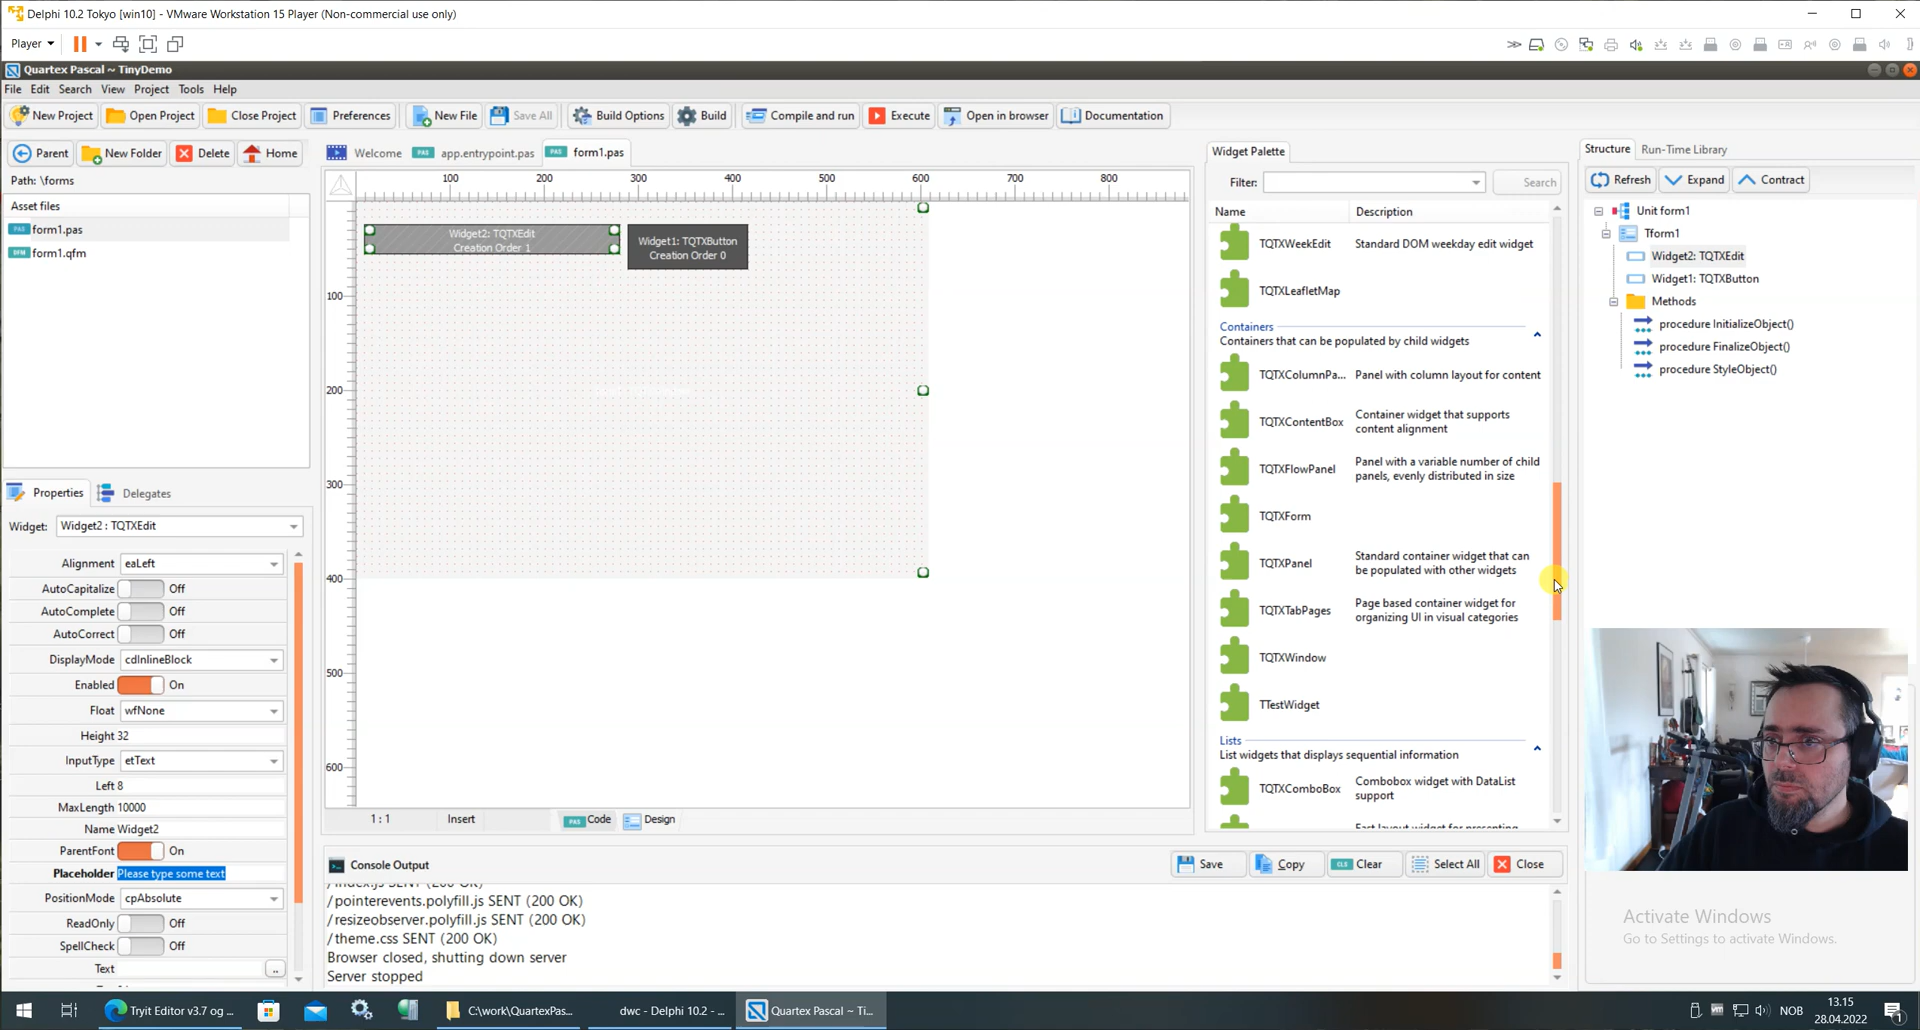 Delphi 10.2 Tokyo [win10] - VMware Workstation 15 Player (Non-commercial use only)
Player
Quartex Pascal ~ TinyDemo
File Edit Search View Project Tools Help
New Project Open Project Close Project Preferences New File Save All Build Options Build Compile and run Execute Open in browser Documentation
Parent New Folder Delete Home
Path: \forms
Asset files
form1.pas
form1.qfm
Properties Delegates
Widget: Widget2 : TQTXEdit
Alignment eaLeft
AutoCapitalize Off
AutoComplete Off
AutoCorrect Off
DisplayMode cdInlineBlock
Enabled On
Float wfNone
Height 32
InputType etText
Left 8
MaxLength 10000
Name Widget2
ParentFont On
Placeholder Please type some text
PositionMode cpAbsolute
ReadOnly Off
SpellCheck Off
Text ..
Welcome app.entrypoint.pas form1.pas
100 200 300 400 500 600 700 800
100
200
300
400
500
600
Widget2: TQTXEdit
Creation Order 1
Widget1: TQTXButton
Creation Order 0
1 : 1 Insert Code Design
Console Output
Save Copy Clear Select All Close
/index.js SENT (200 OK)
/pointerevents.polyfill.js SENT (200 OK)
/resizeobserver.polyfill.js SENT (200 OK)
/theme.css SENT (200 OK)
Browser closed, shutting down server
Server stopped
Widget Palette
Filter: Search
Name Description
TQTXWeekEdit Standard DOM weekday edit widget
TQTXLeafletMap
Containers
Containers that can be populated by child widgets
TQTXColumnPa... Panel with column layout for content
TQTXContentBox Container widget that supports
content alignment
TQTXFlowPanel Panel with a variable number of child
panels, evenly distributed in size
TQTXForm
TQTXPanel Standard container widget that can
be populated with other widgets
TQTXTabPages Page based container widget for
organizing UI in visual categories
TQTXWindow
TTestWidget
Lists
List widgets that displays sequential information
TQTXComboBox Combobox widget with DataList
support
Structure Run-Time Library
Refresh Expand Contract
Unit form1
Tform1
Widget2: TQTXEdit
Widget1: TQTXButton
Methods
procedure InitializeObject()
procedure FinalizeObject()
procedure StyleObject()
Activate Windows
Go to Settings to activate Windows.
Tryit Editor v3.7 og ...
C:\work\QuartexPas...
dwc - Delphi 10.2 - ...
Quartex Pascal ~ Ti...
NOB
13.15
28.04.2022
1